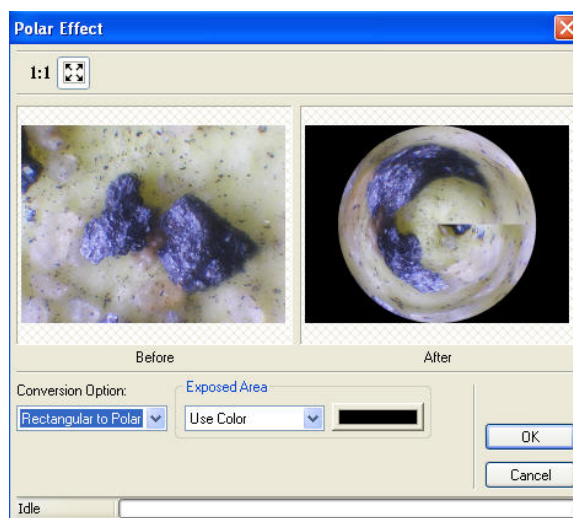 Polar Effect
1:1
Before
After
Conversion Option:
Exposed Area
Rectangular to Polar
Use Color
OK
Cancel
Idle